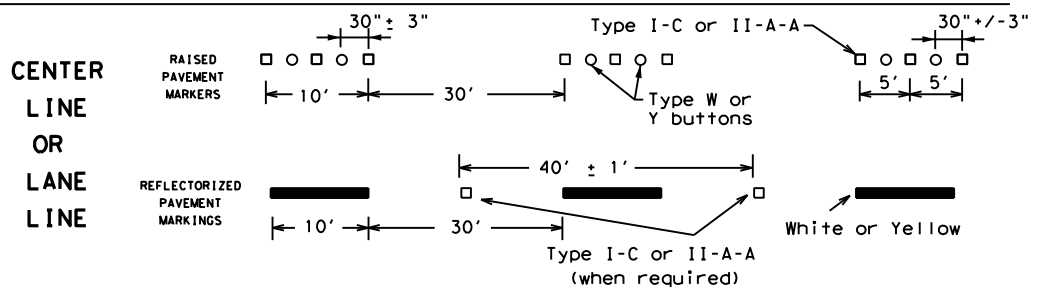 CENTER
LINE
OR
LANE
LINE
RAISED
PAVEMENT
MARKERS
30" ± 3"
10'
30'
Type I-C or II-A-A
Type W or
Y buttons
30"+/-3"
5'
5'
REFLECTORIZED
PAVEMENT
MARKINGS
10'
30'
40' ± 1'
Type I-C or II-A-A
(when required)
White or Yellow